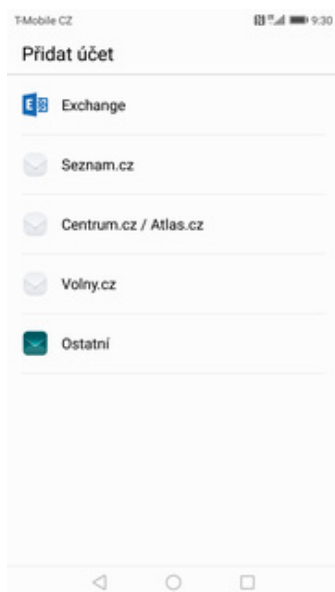 T-Mobile CZ 9:30
Přidat účet
Exchange
Seznam.cz
Centrum.cz / Atlas.cz
Volny.cz
Ostatní